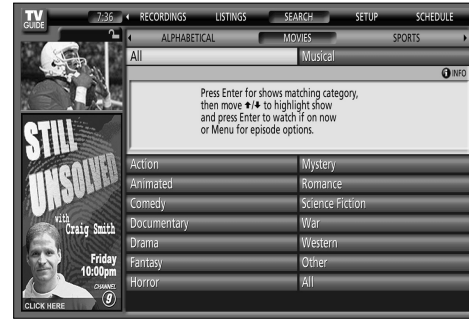 TV
GUIDE
7:36
RECORDINGS LISTINGS SEARCH SETUP SCHEDULE
ALPHABETICAL MOVIES SPORTS
All Musical
INFO
Press Enter for shows matching category,
then move ↑/↓ to highlight show
and press Enter to watch if on now
or Menu for episode options.
Action Mystery
Animated Romance
Comedy Science Fiction
Documentary War
Drama Western
Fantasy Other
Horror All
STILL
UNSOLVED
with
Craig Smith
Friday
10:00pm
CHANNEL
9
CLICK HERE